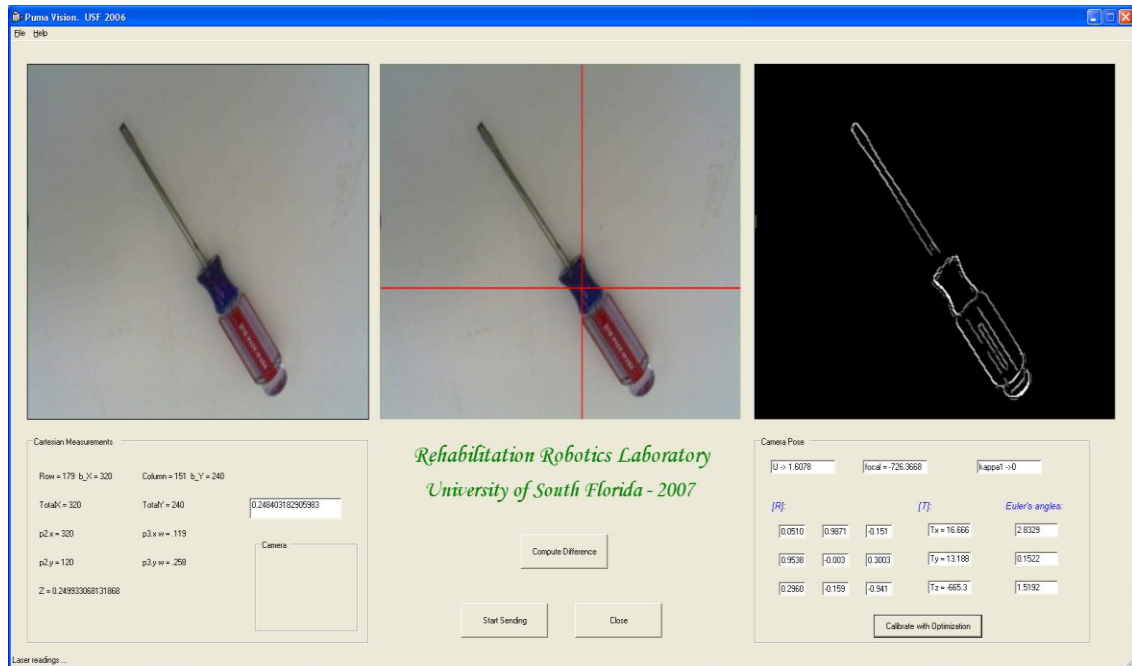 Puma Vision. USF 2006
File Help
Cartesian Measurements
Row = 179 b_X = 320 Column = 151 b_Y = 240
TotalX = 320 TotalY = 240 0.248403182905983
p2.x = 320 p3.x w = .119
Camera
p2.y = 120 p3.y w = .258
Z = 0.249933068131868
Rehabilitation Robotics Laboratory
University of South Florida - 2007
Compute Difference
Start Sending Close
Camera Pose
U -> 1.6078 focal = -726.3668 kappa1 ->0
[R]: [T]: Euler's angles:
0.0510 0.9871 -0.151 Tx = 16.666 2.8329
0.9538 -0.003 0.3003 Ty = 13.188 0.1522
0.2960 -0.159 -0.941 Tz = -665.3 1.5192
Calibrate with Optimization
Laser readings ...